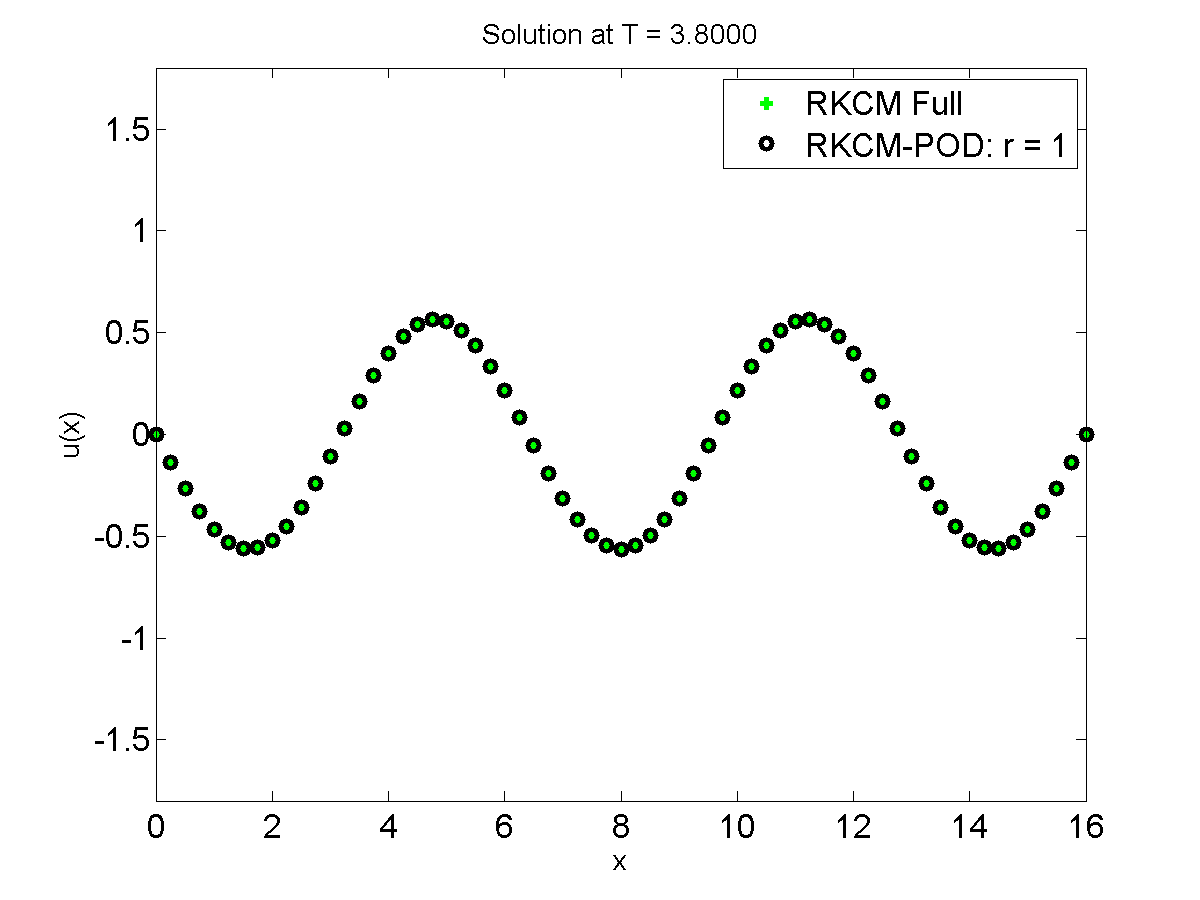 Solution at T = 3.8000
RKCM Full
RKCM-POD: r = 1
1.5
1
0.5
0
-0.5
-1
-1.5
u(x)
0 2 4 6 8 10 12 14 16
x